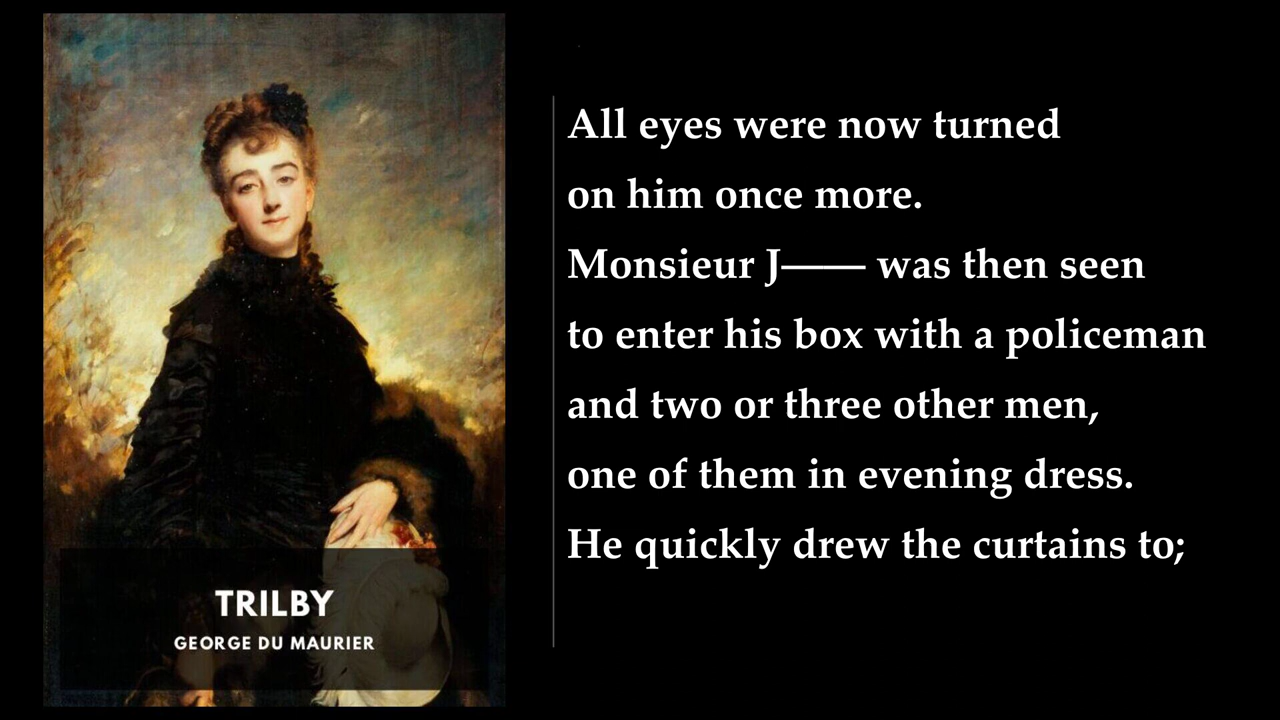 TRILBY
GEORGE DU MAURIER
All eyes were now turned
on him once more.
Monsieur J—— was then seen
to enter his box with a policeman
and two or three other men,
one of them in evening dress.
He quickly drew the curtains to;